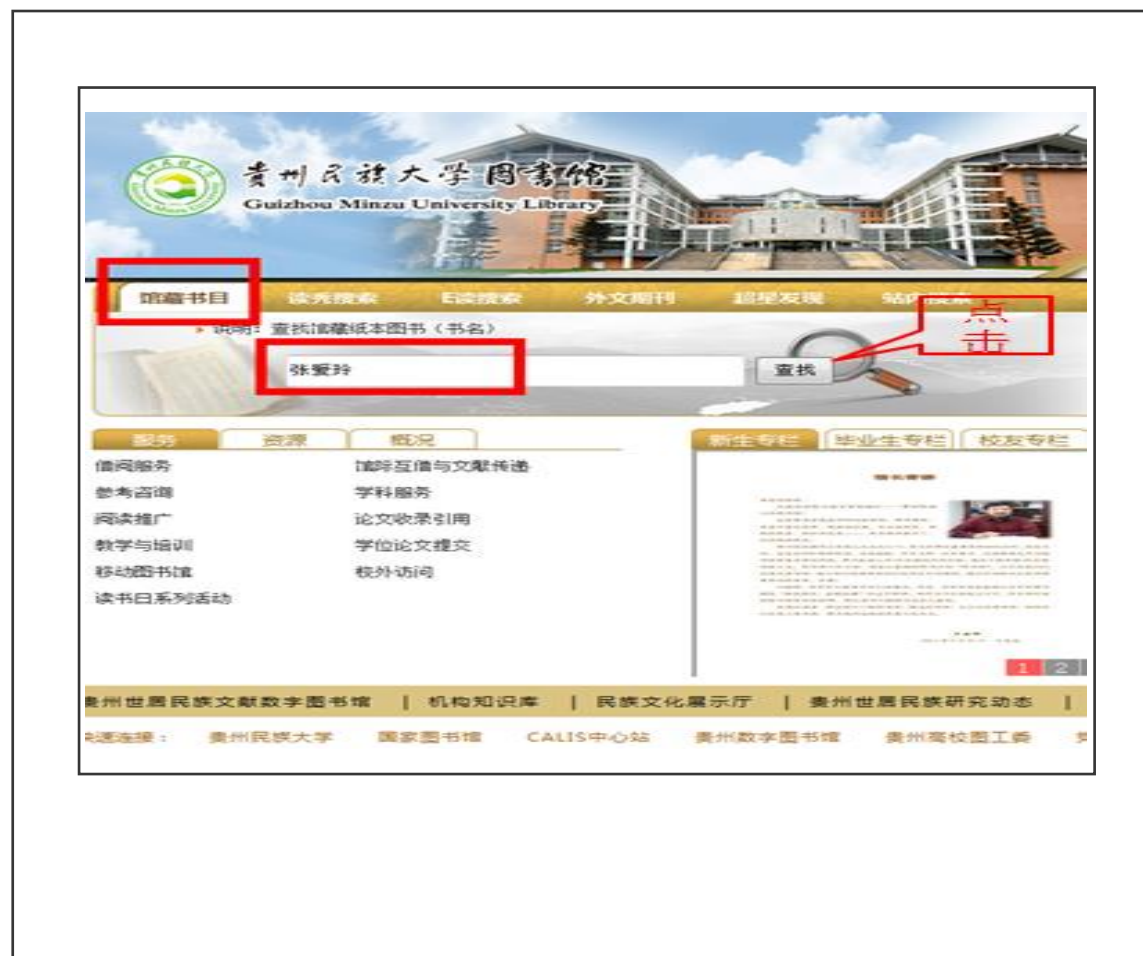 贵州民族大学图书馆
Guizhou Minzu University Library
馆藏书目 读秀搜索 E读搜索 外文期刊 超星发现 站内搜索
说明：查找馆藏纸本图书（书名）
点击
张爱玲 查找
服务 资源 概况 新生专栏 毕业生专栏 校友专栏
借阅服务 馆际互借与文献传递
参考咨询 学科服务
阅读推广 论文收录引用
教学与培训 学位论文提交
移动图书馆 校外访问
读书日系列活动
1 2
贵州世居民族文献数字图书馆 | 机构知识库 | 民族文化展示厅 | 贵州世居民族研究动态 |
快速连接： 贵州民族大学 国家图书馆 CALIS中心站 贵州数字图书馆 贵州高校图工委